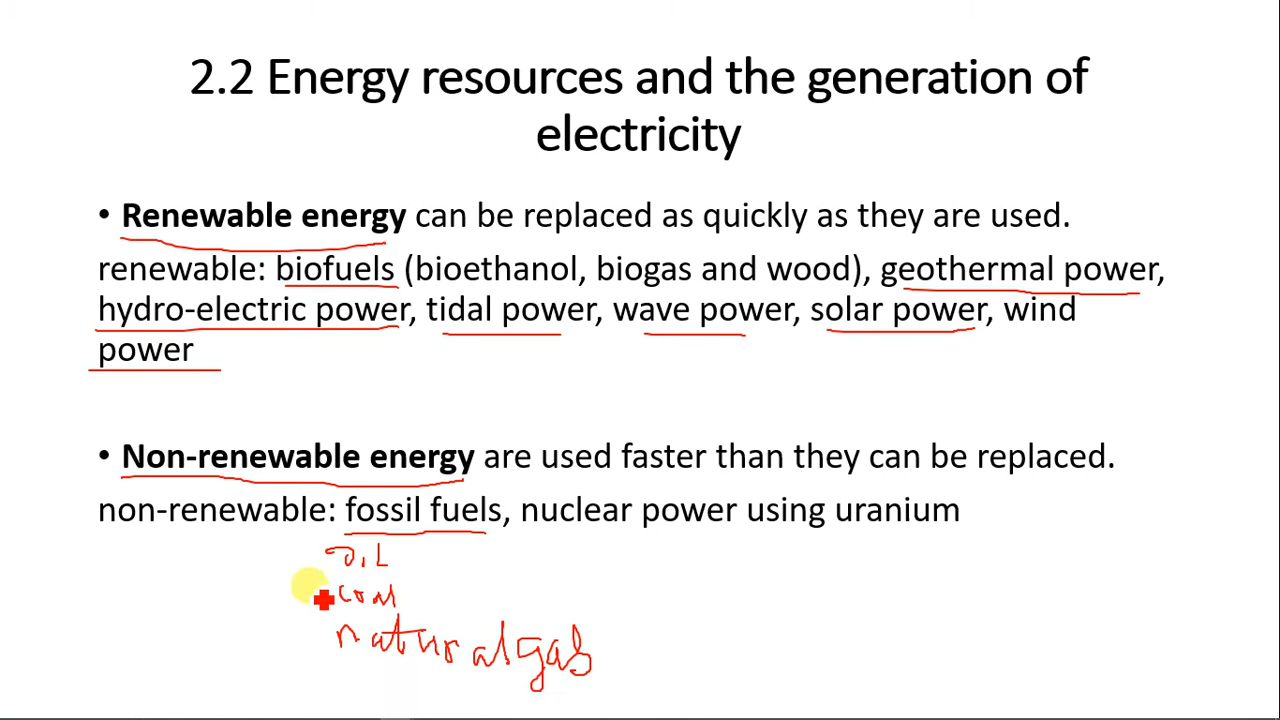 2.2 Energy resources and the generation of
electricity
• Renewable energy can be replaced as quickly as they are used.
renewable: biofuels (bioethanol, biogas and wood), geothermal power,
hydro-electric power, tidal power, wave power, solar power, wind
power
• Non-renewable energy are used faster than they can be replaced.
non-renewable: fossil fuels, nuclear power using uranium
oil
coal
natural gas